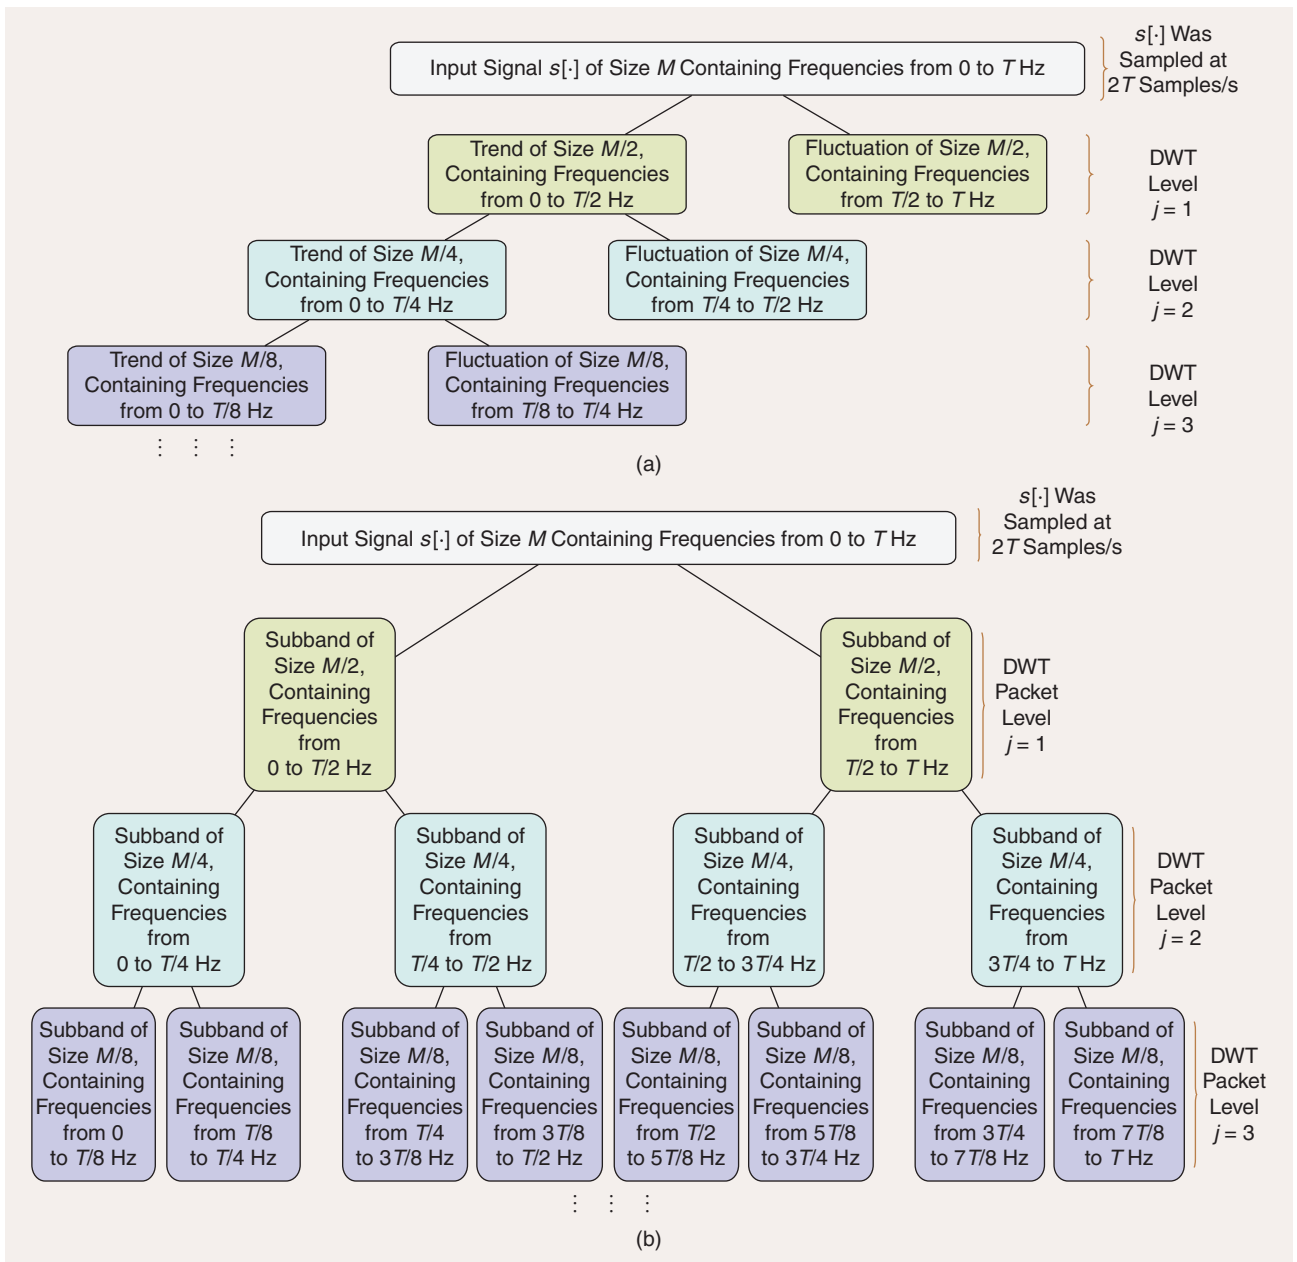 Input Signal s[·] of Size M Containing Frequencies from 0 to T Hz
s[·] Was
Sampled at
2T Samples/s
Trend of Size M/2,
Containing Frequencies
from 0 to T/2 Hz
Fluctuation of Size M/2,
Containing Frequencies
from T/2 to T Hz
DWT
Level
j = 1
Trend of Size M/4,
Containing Frequencies
from 0 to T/4 Hz
Fluctuation of Size M/4,
Containing Frequencies
from T/4 to T/2 Hz
DWT
Level
j = 2
Trend of Size M/8,
Containing Frequencies
from 0 to T/8 Hz
Fluctuation of Size M/8,
Containing Frequencies
from T/8 to T/4 Hz
DWT
Level
j = 3
(a)
Input Signal s[·] of Size M Containing Frequencies from 0 to T Hz
s[·] Was
Sampled at
2T Samples/s
Subband of
Size M/2,
Containing
Frequencies
from
0 to T/2 Hz
Subband of
Size M/2,
Containing
Frequencies
from
T/2 to T Hz
DWT
Packet
Level
j = 1
Subband of
Size M/4,
Containing
Frequencies
from
0 to T/4 Hz
Subband of
Size M/4,
Containing
Frequencies
from
T/4 to T/2 Hz
Subband of
Size M/4,
Containing
Frequencies
from
T/2 to 3T/4 Hz
Subband of
Size M/4,
Containing
Frequencies
from
3T/4 to T Hz
DWT
Packet
Level
j = 2
Subband of
Size M/8,
Containing
Frequencies
from 0
to T/8 Hz
Subband of
Size M/8,
Containing
Frequencies
from T/8
to T/4 Hz
Subband of
Size M/8,
Containing
Frequencies
from T/4
to 3T/8 Hz
Subband of
Size M/8,
Containing
Frequencies
from 3T/8
to T/2 Hz
Subband of
Size M/8,
Containing
Frequencies
from T/2
to 5T/8 Hz
Subband of
Size M/8,
Containing
Frequencies
from 5T/8
to 3T/4 Hz
Subband of
Size M/8,
Containing
Frequencies
from 3T/4
to 7T/8 Hz
Subband of
Size M/8,
Containing
Frequencies
from 7T/8
to T Hz
DWT
Packet
Level
j = 3
(b)